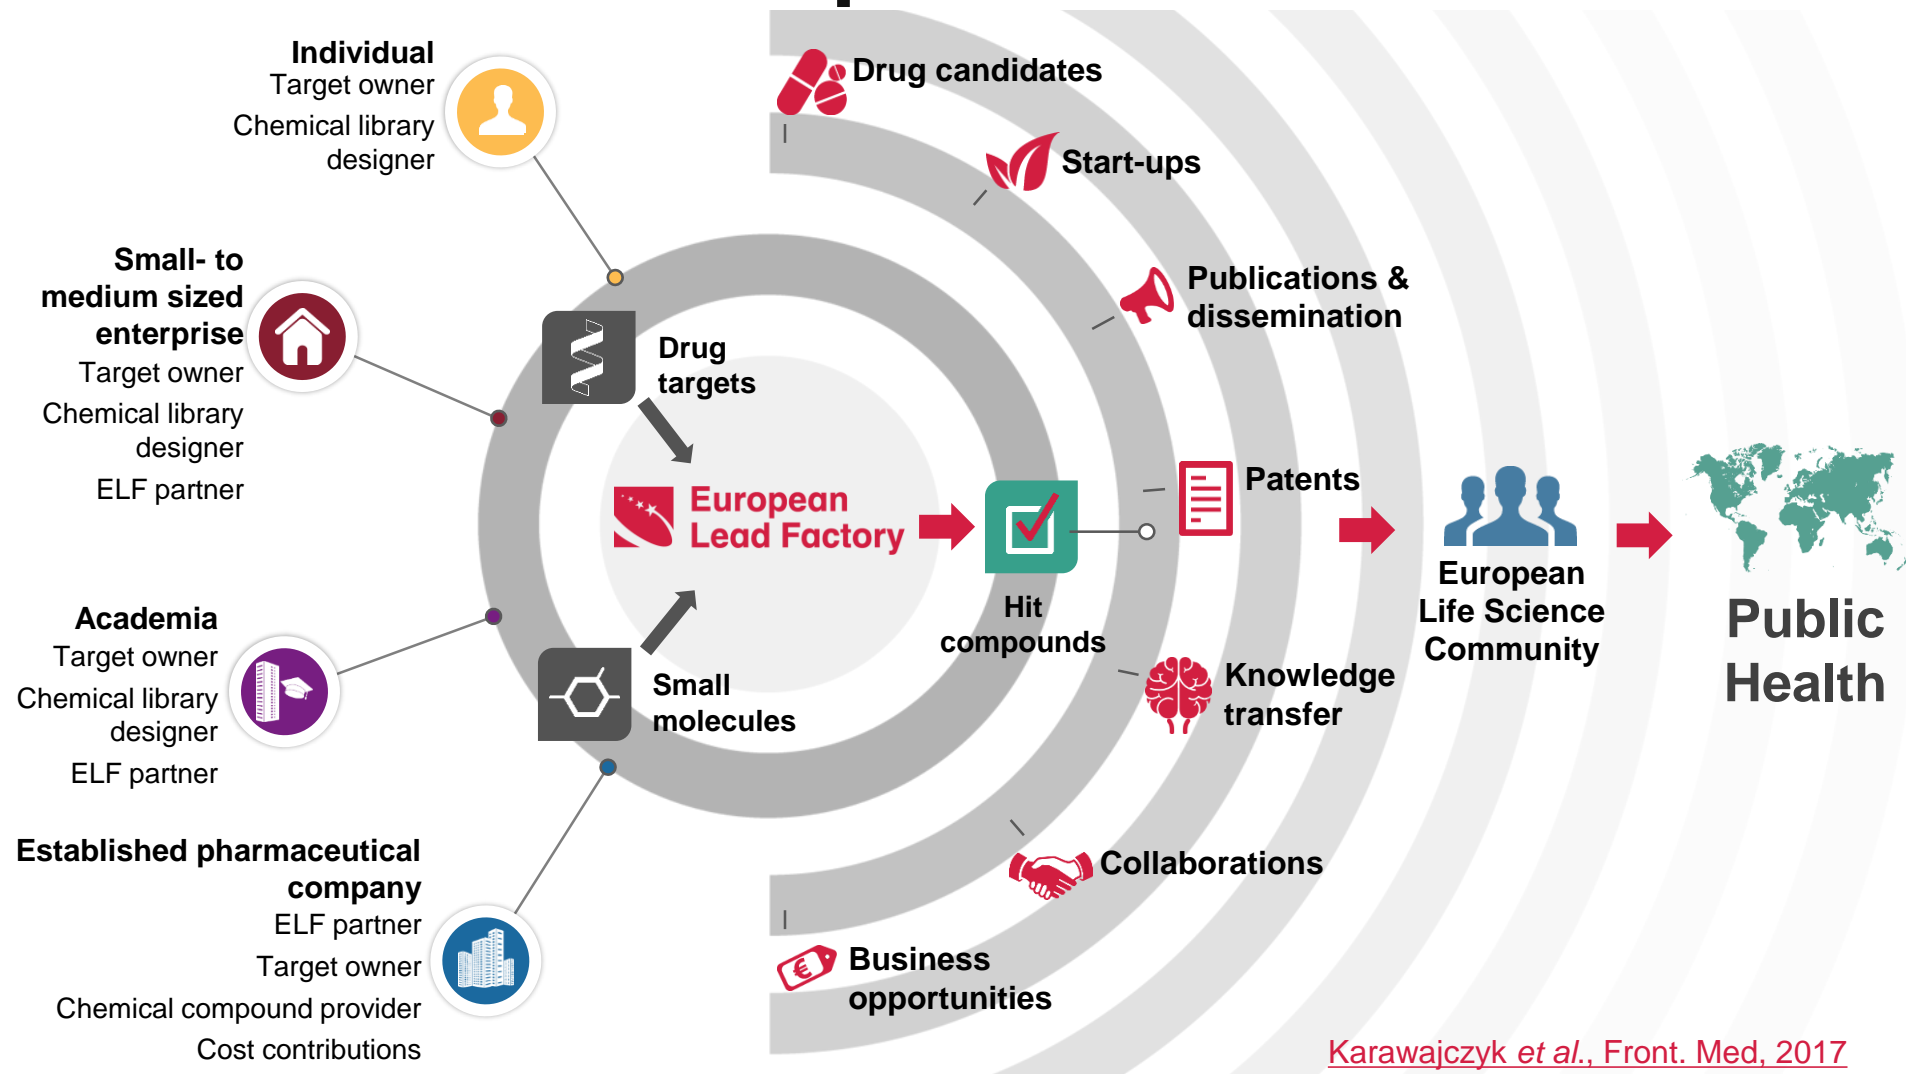 Individual
Target owner
Chemical library
designer
Small- to
medium sized
enterprise
Target owner
Chemical library
designer
ELF partner
Academia
Target owner
Chemical library
designer
ELF partner
Established pharmaceutical
company
ELF partner
Target owner
Chemical compound provider
Cost contributions
Drug
targets
European
Lead Factory
Small
molecules
Hit
compounds
Drug candidates
Start-ups
Publications &
dissemination
Patents
Knowledge
transfer
Collaborations
€
Business
opportunities
European
Life Science
Community
Public
Health
Karawajczyk et al., Front. Med, 2017